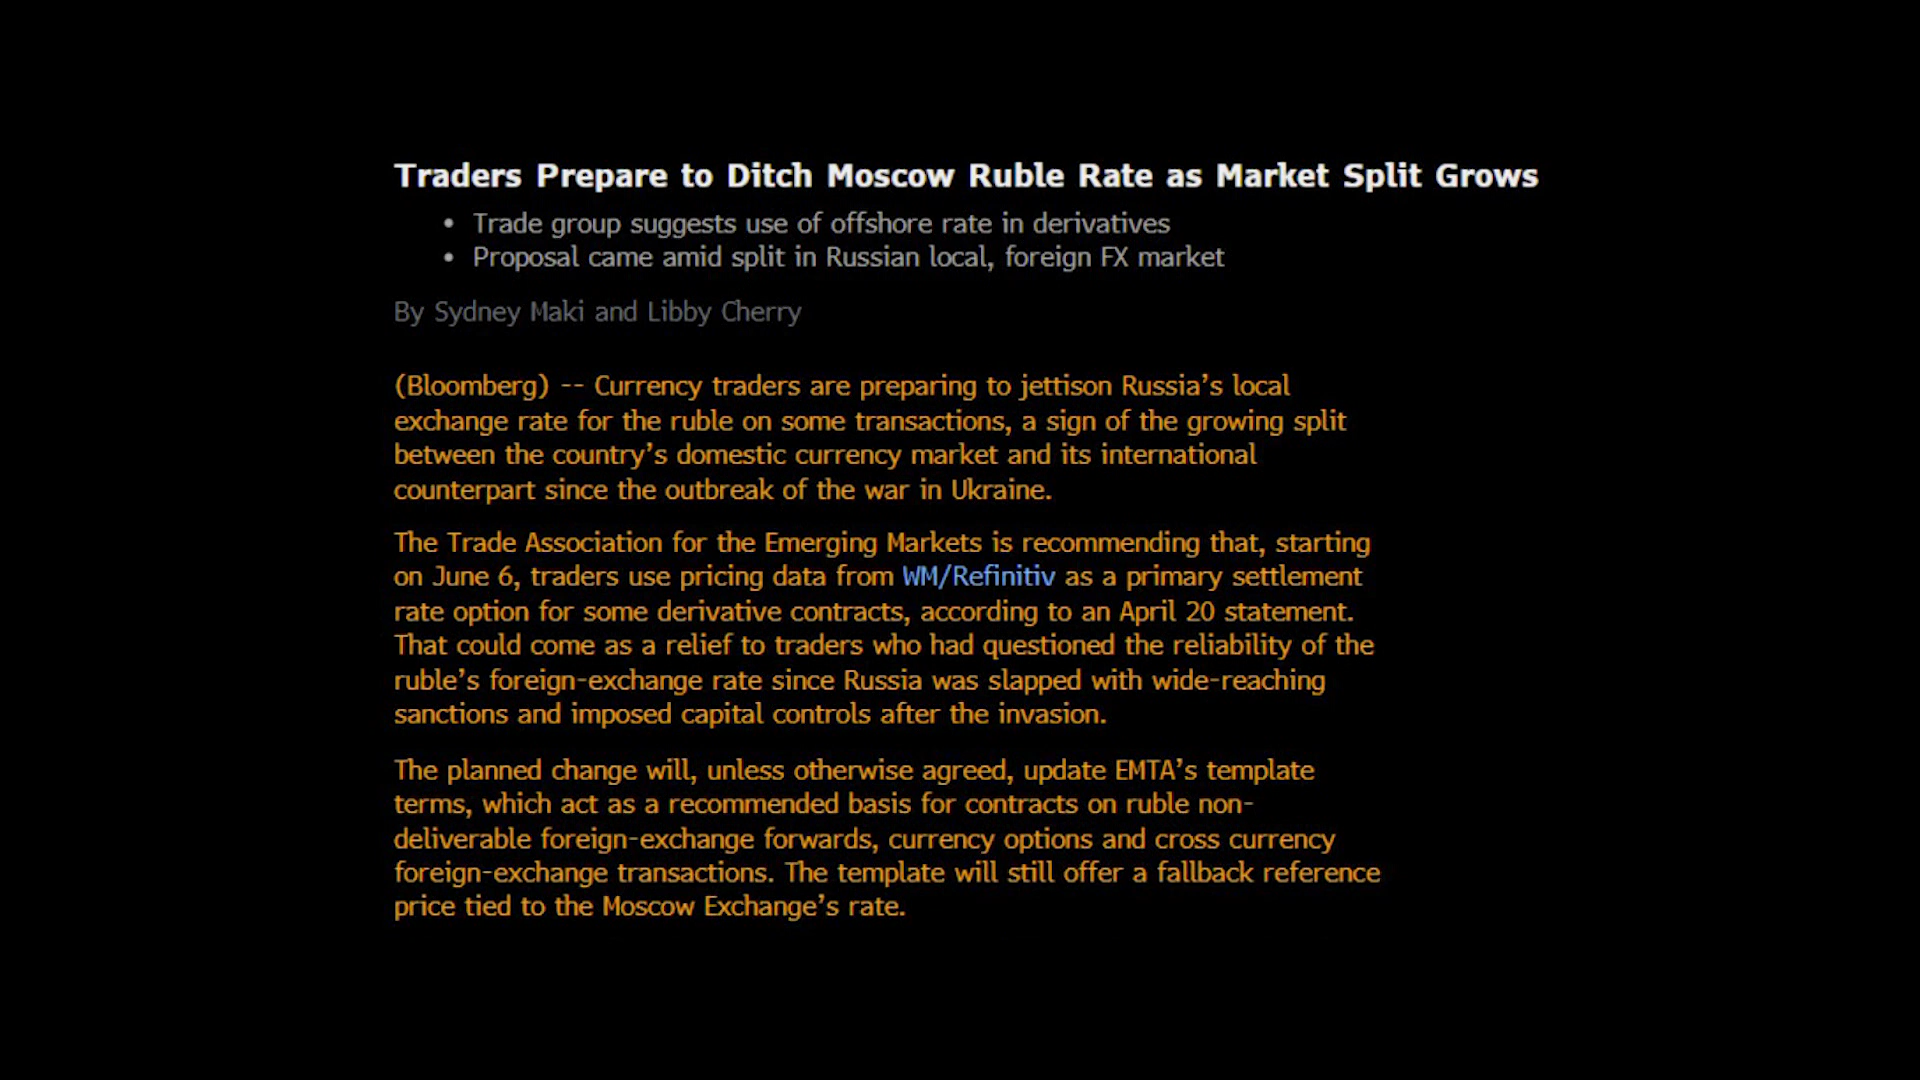 Traders Prepare to Ditch Moscow Ruble Rate as Market Split Grows
• Trade group suggests use of offshore rate in derivatives
• Proposal came amid split in Russian local, foreign FX market
By Sydney Maki and Libby Cherry
(Bloomberg) -- Currency traders are preparing to jettison Russia’s local
exchange rate for the ruble on some transactions, a sign of the growing split
between the country’s domestic currency market and its international
counterpart since the outbreak of the war in Ukraine.
The Trade Association for the Emerging Markets is recommending that, starting
on June 6, traders use pricing data from WM/Refinitiv as a primary settlement
rate option for some derivative contracts, according to an April 20 statement.
That could come as a relief to traders who had questioned the reliability of the
ruble’s foreign-exchange rate since Russia was slapped with wide-reaching
sanctions and imposed capital controls after the invasion.
The planned change will, unless otherwise agreed, update EMTA’s template
terms, which act as a recommended basis for contracts on ruble non-
deliverable foreign-exchange forwards, currency options and cross currency
foreign-exchange transactions. The template will still offer a fallback reference
price tied to the Moscow Exchange’s rate.